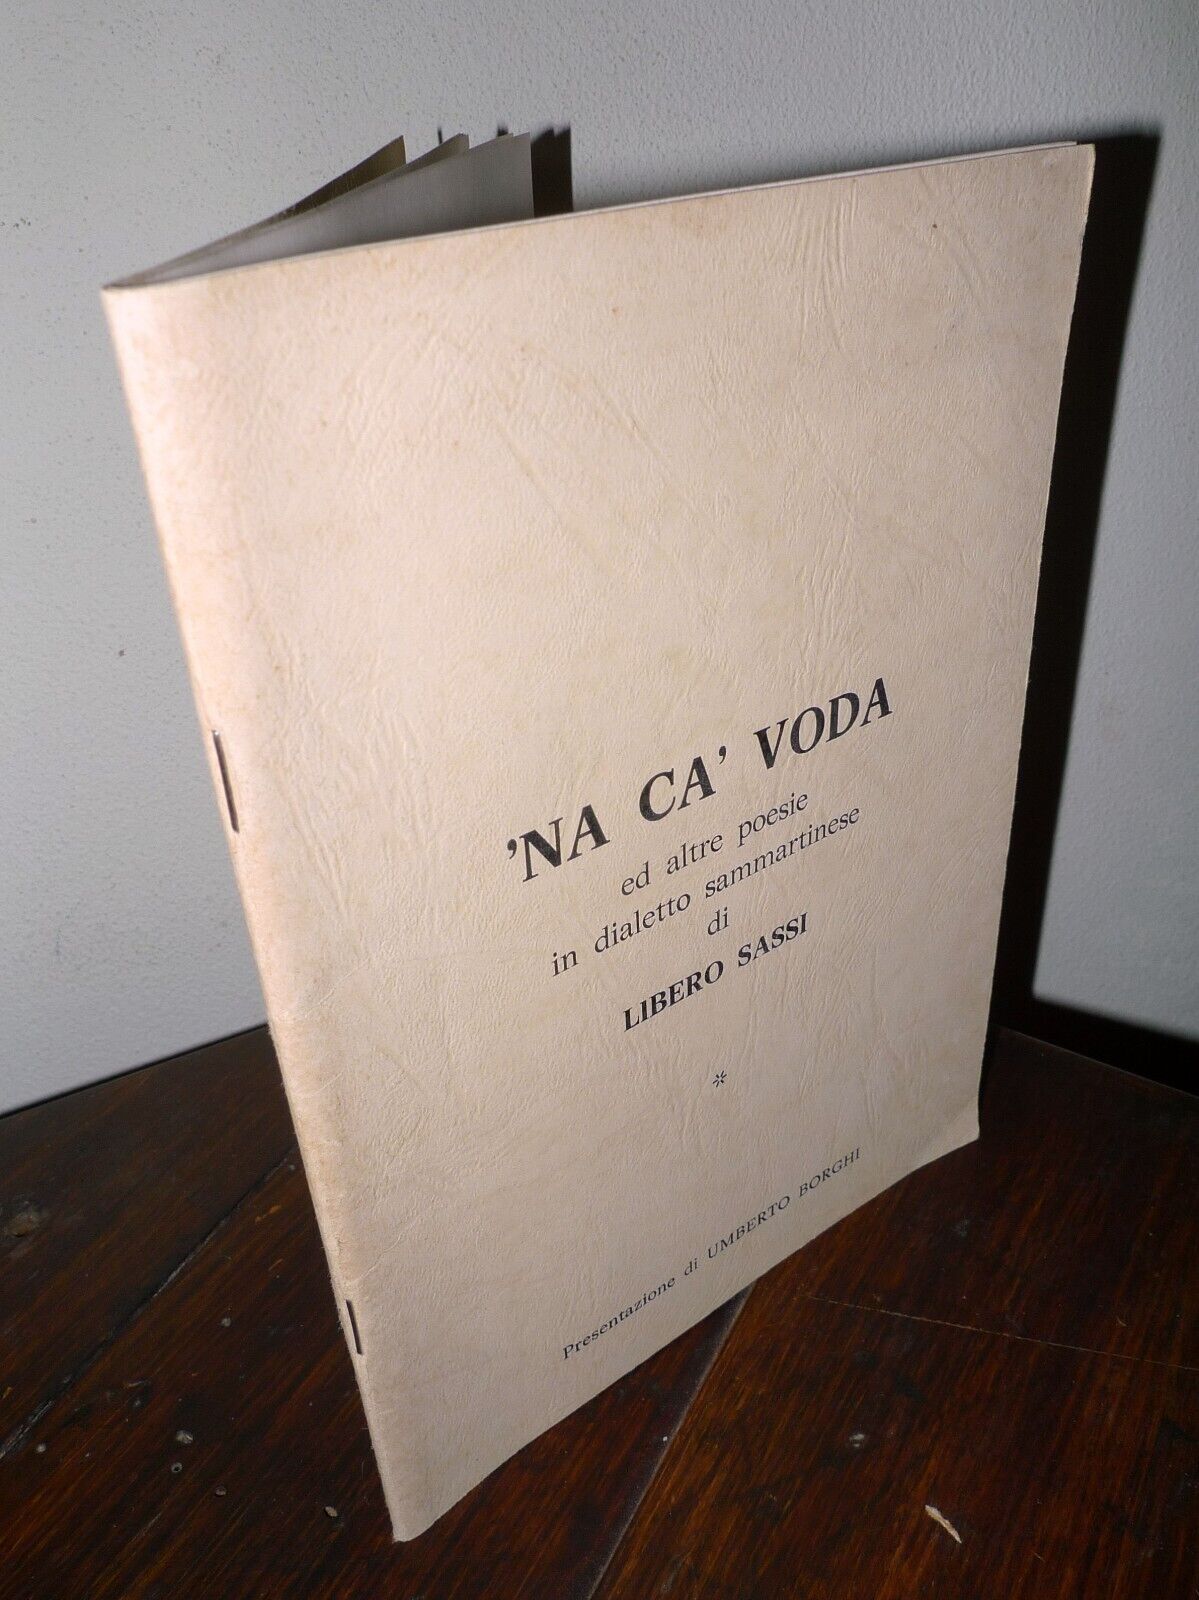 ’NA CA’ VODA
ed altre poesie
in dialetto sammartinese
di
LIBERO SASSI
*
Presentazione di UMBERTO BORGHI